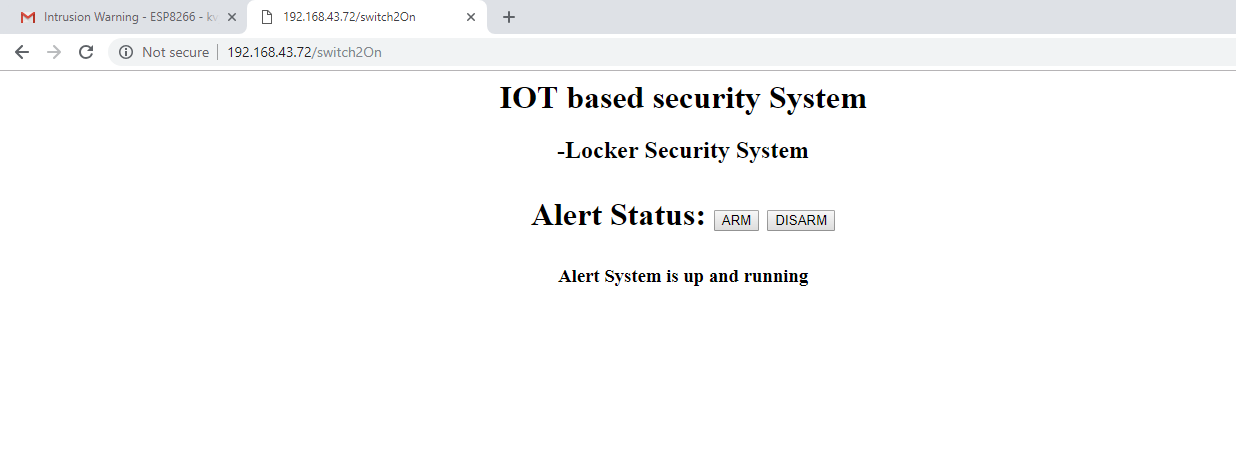 Intrusion Warning - ESP8266 -
192.168.43.72/switch2On
Not secure
192.168.43.72/switch2On
IOT based security System
-Locker Security System
Alert Status: ARM DISARM
Alert System is up and running